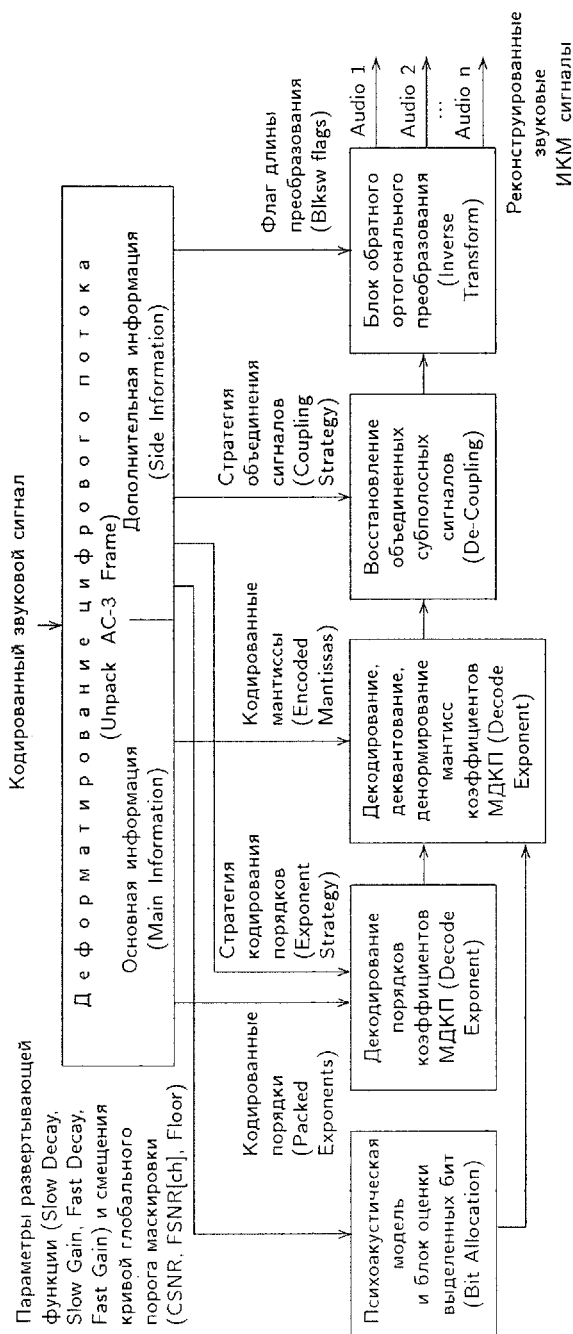 Кодированный звуковой сигнал
Деформатирование цифрового потока
(Unpack AC-3 Frame)
Основная информация
(Main Information)
Дополнительная информация
(Side Information)
Параметры развертывающей
функции (Slow Decay,
Slow Gain, Fast Decay,
Fast Gain) и смещения
кривой глобального
порога маскировки
(CSNR, FSNR[ch], Floor)
Кодированные
порядки
(Packed
Exponents)
Стратегия
кодирования
порядков
(Exponent
Strategy)
Кодированные
мантиссы
(Encoded
Mantissas)
Стратегия
объединения
сигналов
(Coupling
Strategy)
Флаг длины
преобразования
(Blksw flags)
Психоакустическая
модель
и блок оценки
выделенных бит
(Bit Allocation)
Декодирование
порядков
коэффициентов
МДКП (Decode
Exponent)
Декодирование,
деквантование,
денормирование
мантисс
коэффициентов
МДКП (Decode
Exponent)
Восстановление
объединенных
субполосных
сигналов
(De-Coupling)
Блок обратного
ортогонального
преобразования
(Inverse
Transform)
Audio 1
Audio 2
...
Audio n
Реконструированные
звуковые
ИКМ сигналы